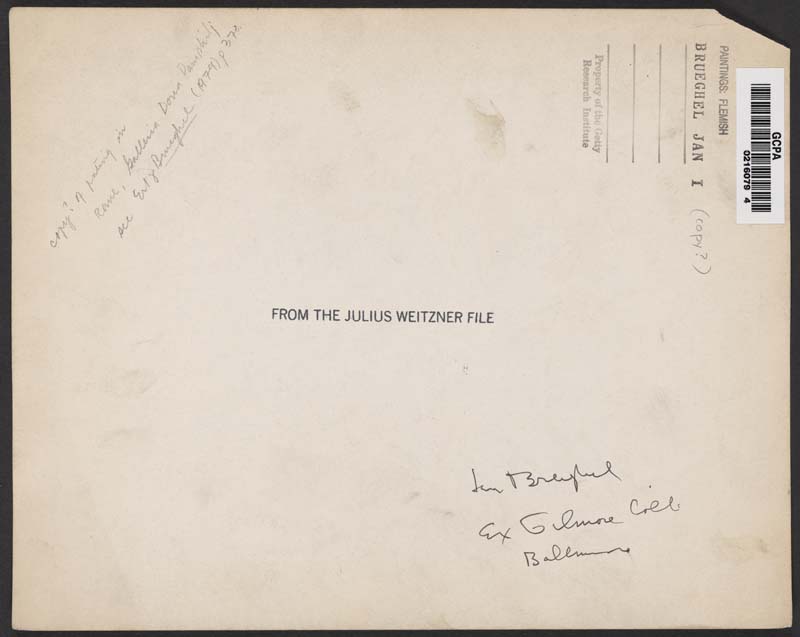 copy? of painting in
Rome, Galleria Doria Pamphilj
see Ertz Brueghel (1979) p 372
Property of the Getty
Research Institute
PAINTINGS: FLEMISH
BRUEGHEL JAN I (copy?)
GCPA
0216079 4
FROM THE JULIUS WEITZNER FILE
Jan Breughel
Ex Gilmore Coll
Baltimore